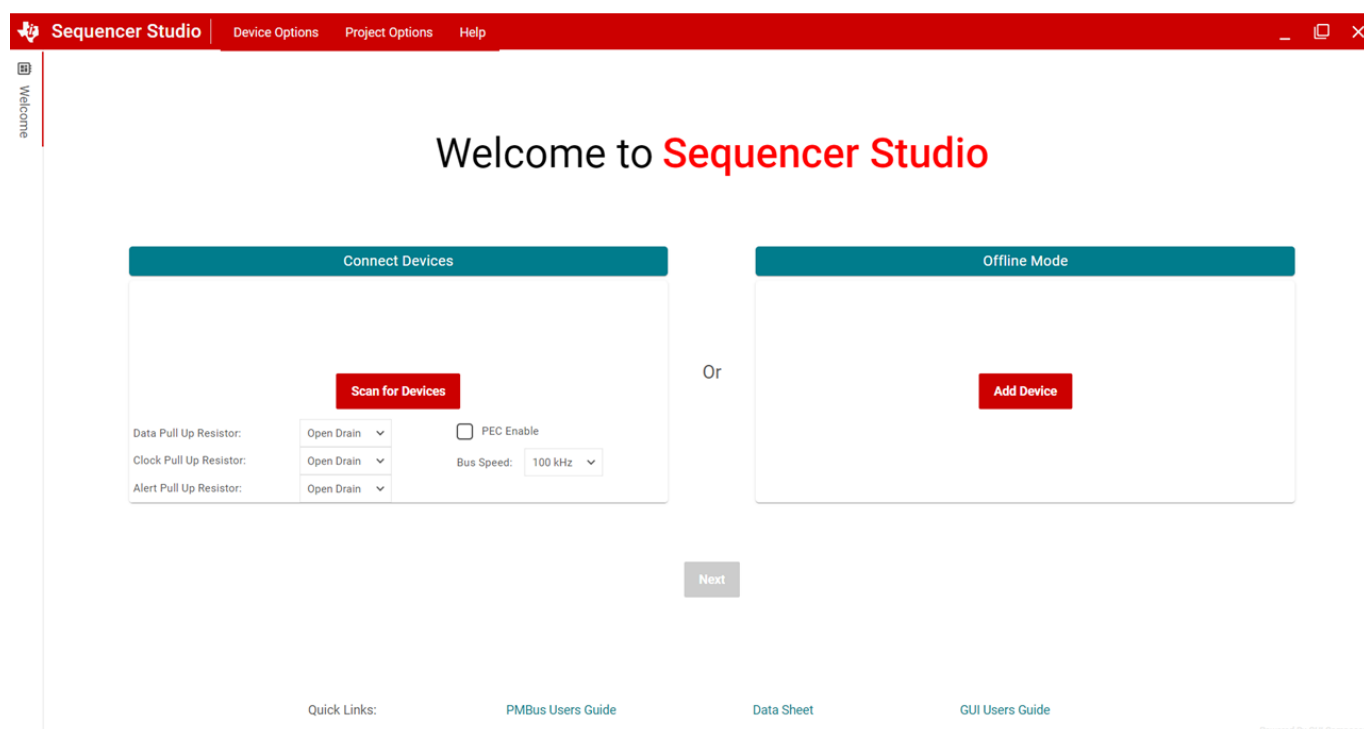 Sequencer Studio Device Options Project Options Help
Welcome
Welcome to Sequencer Studio
Connect Devices
Offline Mode
Scan for Devices
Or
Add Device
Data Pull Up Resistor: Open Drain PEC Enable
Clock Pull Up Resistor: Open Drain Bus Speed: 100 kHz
Alert Pull Up Resistor: Open Drain
Next
Quick Links: PMBus Users Guide Data Sheet GUI Users Guide